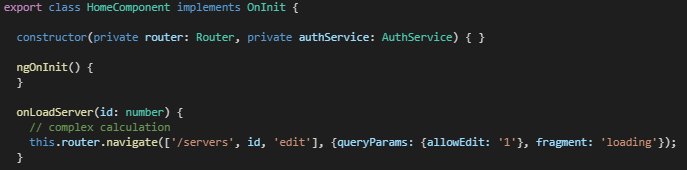 export class HomeComponent implements OnInit {
constructor(private router: Router, private authService: AuthService) { }
ngOnInit() {
}
onLoadServer(id: number) {
// complex calculation
this.router.navigate(['/servers', id, 'edit'], {queryParams: {allowEdit: '1'}, fragment: 'loading'});
}